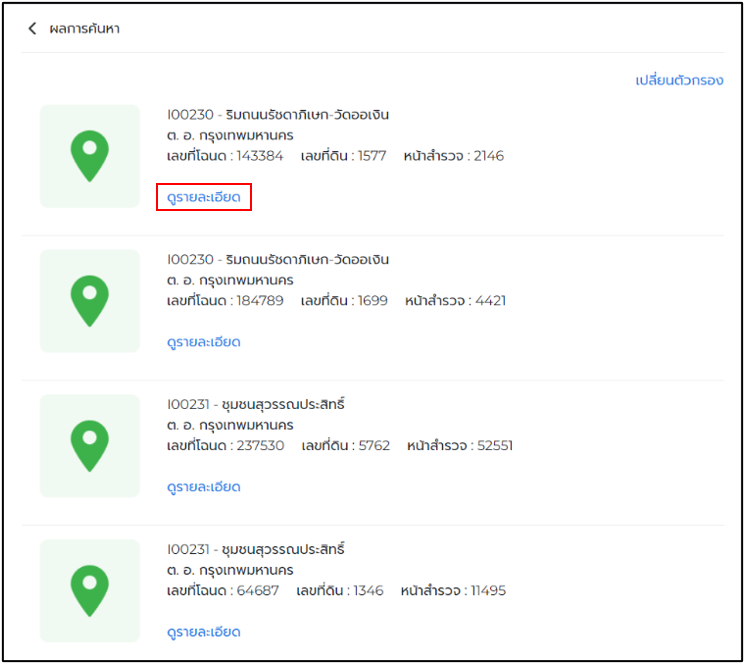 ผลการค้นหา
เปลี่ยนตัวกรอง
I00230 - ริมถนนรัชดาภิเษก-วัดออเงิน
ต. อ. กรุงเทพมหานคร
เลขที่โฉนด : 143384 เลขที่ดิน : 1577 หน้าสำรวจ : 2146
ดูรายละเอียด
I00230 - ริมถนนรัชดาภิเษก-วัดออเงิน
ต. อ. กรุงเทพมหานคร
เลขที่โฉนด : 184789 เลขที่ดิน : 1699 หน้าสำรวจ : 4421
ดูรายละเอียด
I00231 - ชุมชนสุวรรณประสิทธิ์
ต. อ. กรุงเทพมหานคร
เลขที่โฉนด : 237530 เลขที่ดิน : 5762 หน้าสำรวจ : 52551
ดูรายละเอียด
I00231 - ชุมชนสุวรรณประสิทธิ์
ต. อ. กรุงเทพมหานคร
เลขที่โฉนด : 64687 เลขที่ดิน : 1346 หน้าสำรวจ : 11495
ดูรายละเอียด